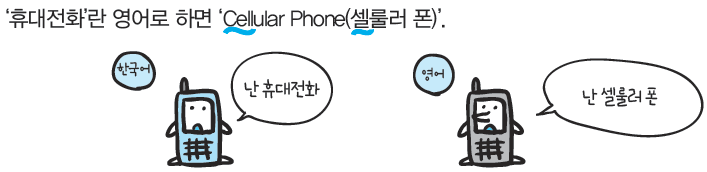 ‘휴대전화’란 영어로 하면 ‘Cellular Phone(셀룰러 폰)’.
한국어
난 휴대전화
영어
난 셀룰러 폰